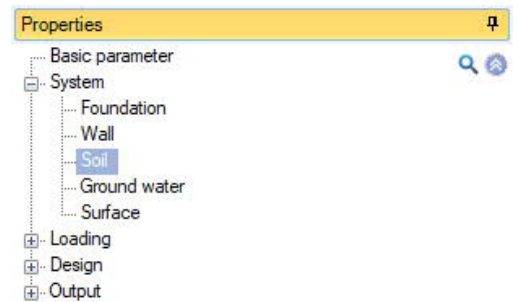 Properties
Basic parameter
System
Foundation
Wall
Soil
Ground water
Surface
Loading
Design
Output